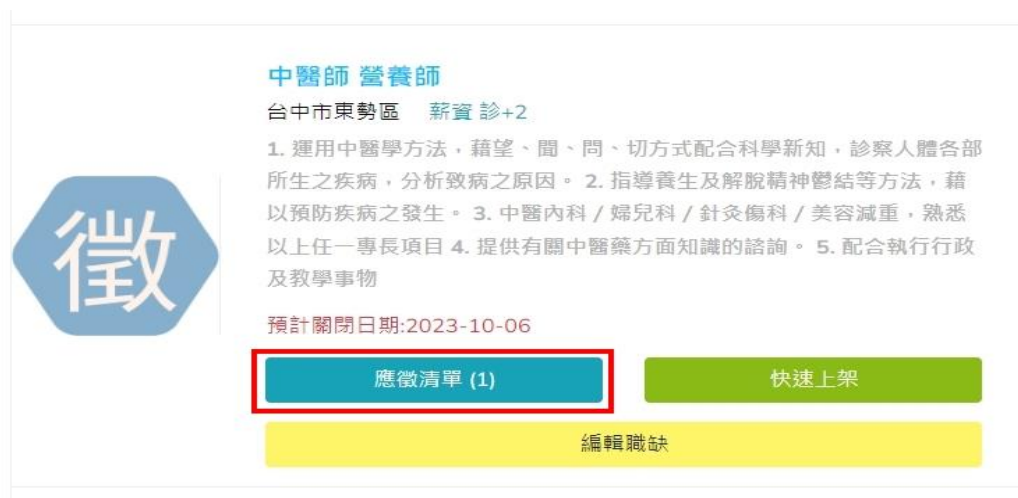 中醫師 營養師
台中市東勢區 薪資 診+2
1. 運用中醫學方法，藉望、聞、問、切方式配合科學新知，診察人體各部
所生之疾病，分析致病之原因。 2. 指導養生及解脫精神鬱結等方法，藉
以預防疾病之發生。 3. 中醫內科 / 婦兒科 / 針灸傷科 / 美容減重，熟悉
以上任一專長項目 4. 提供有關中醫藥方面知識的諮詢。 5. 配合執行行政
及教學事物
徵
預計關閉日期:2023-10-06
應徵清單 (1) 快速上架
編輯職缺